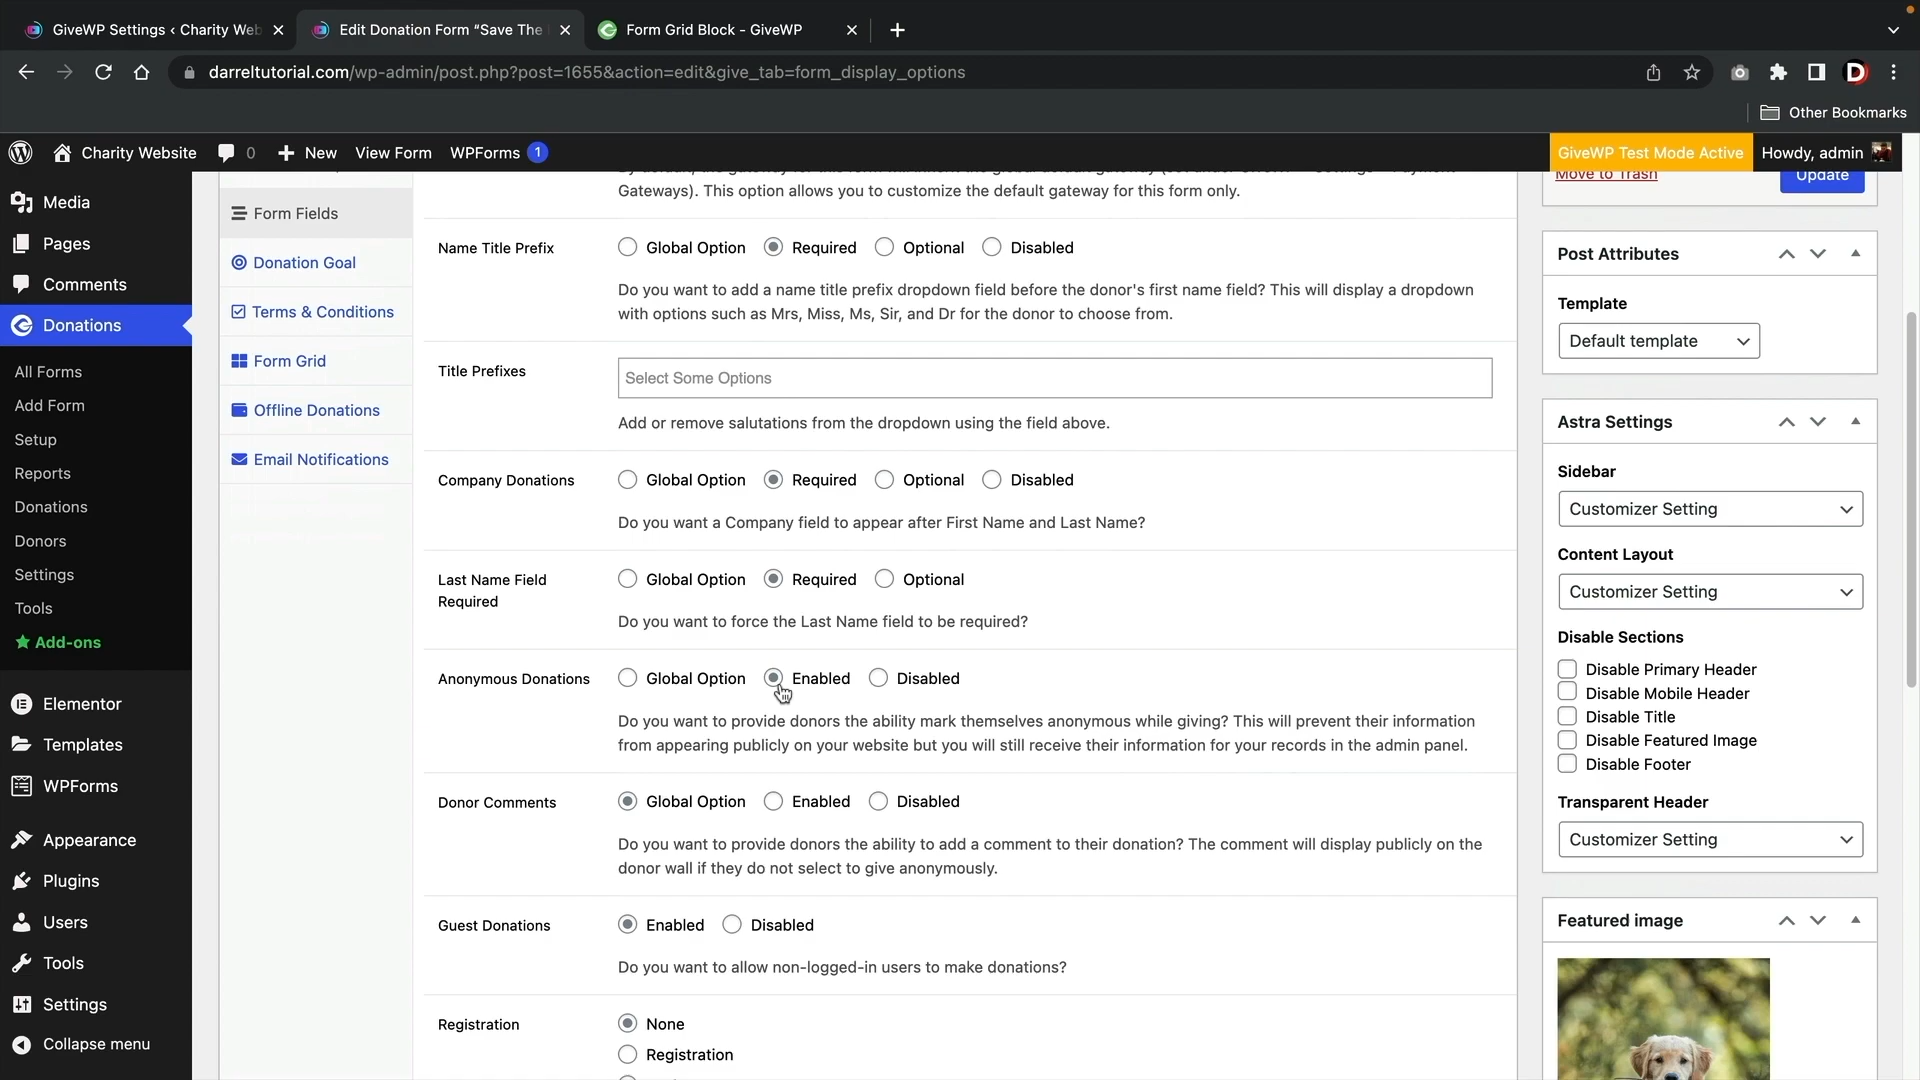 GiveWP Settings ‹ Charity Web
Edit Donation Form “Save The
Form Grid Block - GiveWP
darreltutorial.com/wp-admin/post.php?post=1655&action=edit&give_tab=form_display_options
D
Other Bookmarks
Charity Website
0
New
View Form
WPForms 1
GiveWP Test Mode Active
Howdy, admin
Media
Pages
Comments
Donations
All Forms
Add Form
Setup
Reports
Donations
Donors
Settings
Tools
Add-ons
Elementor
Templates
WPForms
Appearance
Plugins
Users
Tools
Settings
Collapse menu
Form Fields
Donation Goal
Terms & Conditions
Form Grid
Offline Donations
Email Notifications
Gateways). This option allows you to customize the default gateway for this form only.
Name Title Prefix
Global Option Required Optional Disabled
Do you want to add a name title prefix dropdown field before the donor's first name field? This will display a dropdown
with options such as Mrs, Miss, Ms, Sir, and Dr for the donor to choose from.
Title Prefixes
Select Some Options
Add or remove salutations from the dropdown using the field above.
Company Donations
Global Option Required Optional Disabled
Do you want a Company field to appear after First Name and Last Name?
Last Name Field
Required
Global Option Required Optional
Do you want to force the Last Name field to be required?
Anonymous Donations
Global Option Enabled Disabled
Do you want to provide donors the ability mark themselves anonymous while giving? This will prevent their information
from appearing publicly on your website but you will still receive their information for your records in the admin panel.
Donor Comments
Global Option Enabled Disabled
Do you want to provide donors the ability to add a comment to their donation? The comment will display publicly on the
donor wall if they do not select to give anonymously.
Guest Donations
Enabled Disabled
Do you want to allow non-logged-in users to make donations?
Registration
None
Registration
Move to Trash
Update
Post Attributes
Template
Default template
Astra Settings
Sidebar
Customizer Setting
Content Layout
Customizer Setting
Disable Sections
Disable Primary Header
Disable Mobile Header
Disable Title
Disable Featured Image
Disable Footer
Transparent Header
Customizer Setting
Featured image